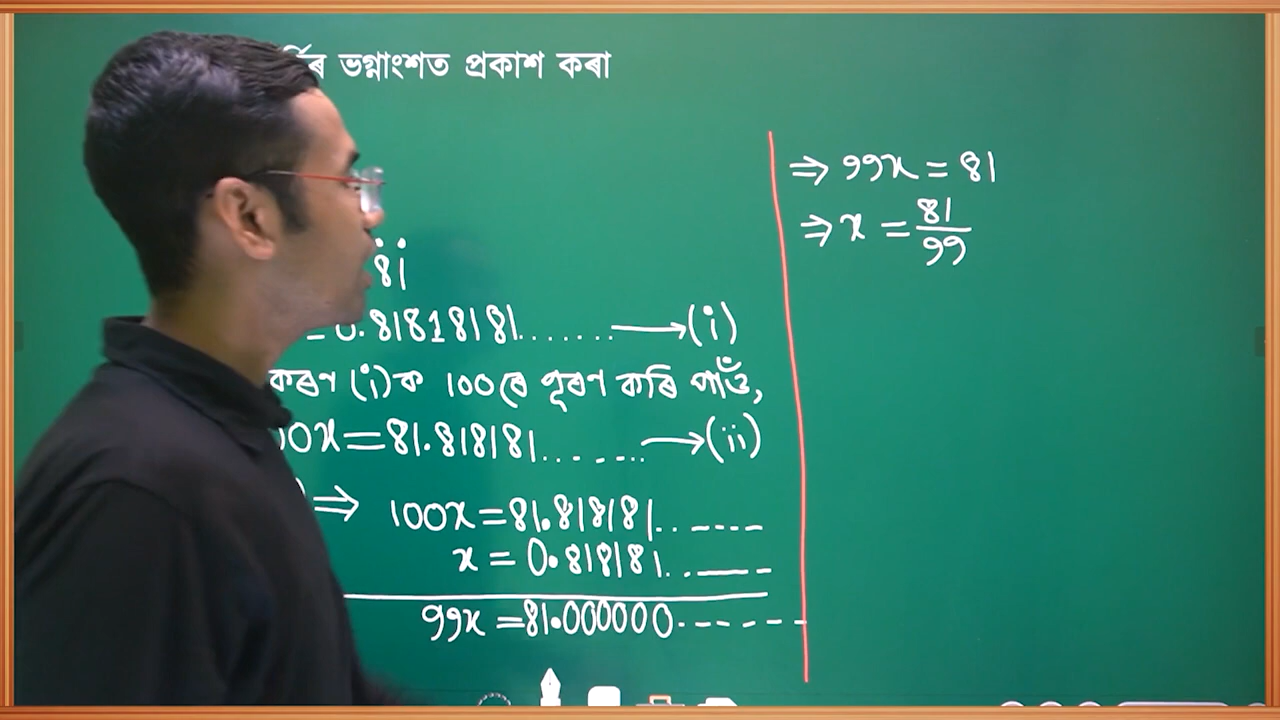 ৰ ভগ্নাংশত প্ৰকাশ কৰা
8i
0.81818181....... ⟶(i)
কৰণ (i)ক 100ৰে পূৰণ কৰি পাওঁ,
00x=81.818181....... ⟶(ii)
⇒ 100x=81.818181..-----
x = 0.818181..----
99x =81.000000.------
⇒ 99x = 81
⇒ x = 81/99